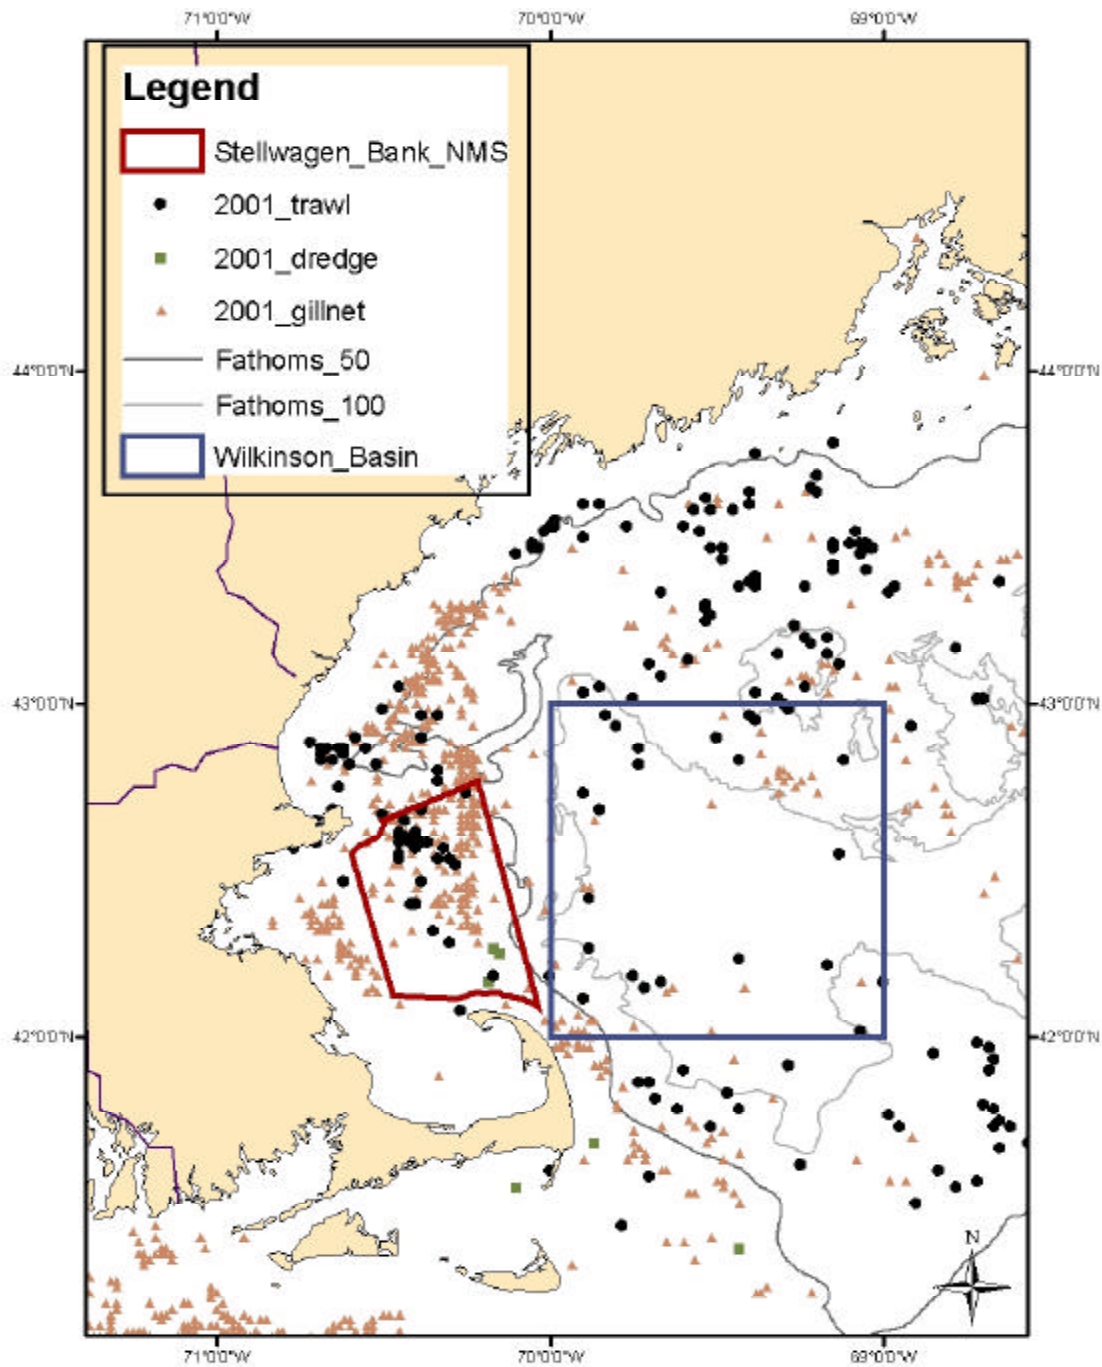 71°0'0"W 70°0'0"W 69°0'0"W
Legend
Stellwagen_Bank_NMS
2001_trawl
2001_dredge
2001_gillnet
Fathoms_50
Fathoms_100
Wilkinson_Basin
44°0'0"N 44°0'0"N
43°0'0"N 43°0'0"N
42°0'0"N 42°0'0"N
N
71°0'0"W 70°0'0"W 69°0'0"W